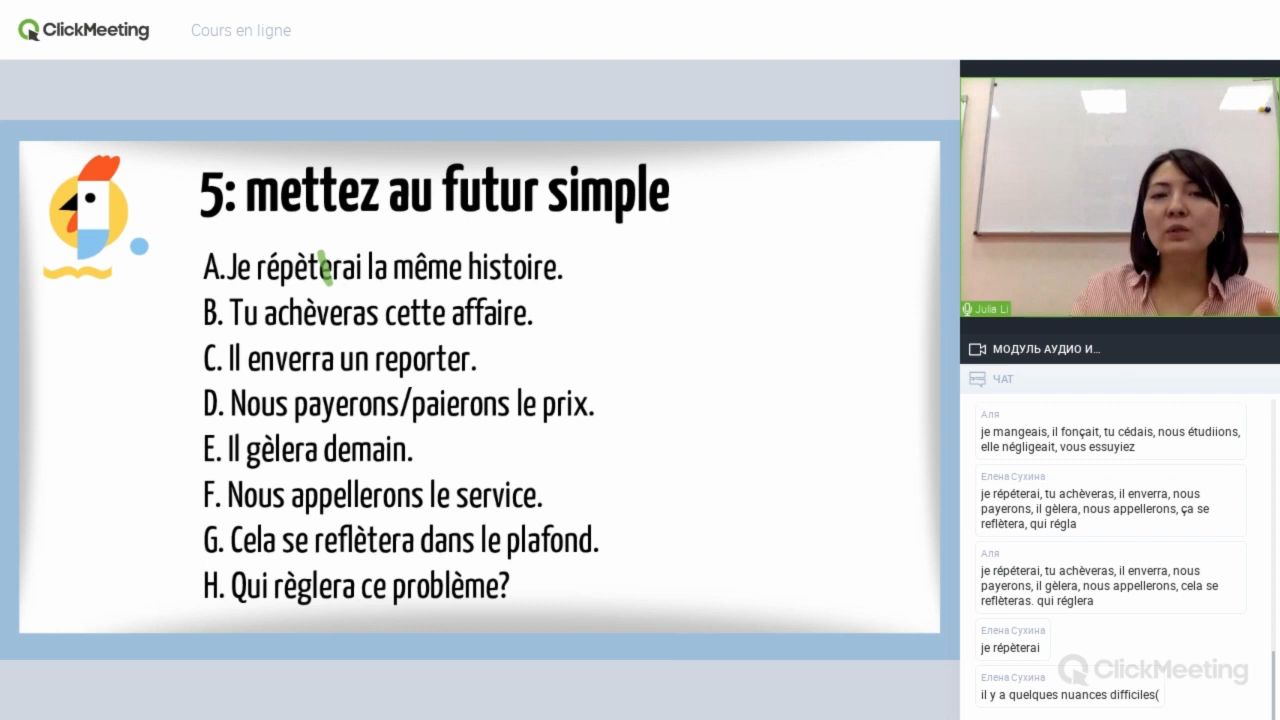 ClickMeeting
Cours en ligne
5: mettez au futur simple
A.Je répèterai la même histoire.
B. Tu achèveras cette affaire.
C. Il enverra un reporter.
D. Nous payerons/paierons le prix.
E. Il gèlera demain.
F. Nous appellerons le service.
G. Cela se reflètera dans le plafond.
H. Qui règlera ce problème?
Julia Li
МОДУЛЬ АУДИО И...
ЧАТ
Аля
je mangeais, il fonçait, tu cédais, nous étudiions,
elle négligeait, vous essuyiez
Елена Сухина
je répéterai, tu achèveras, il enverra, nous
payerons, il gèlera, nous appellerons, ça se
reflètera, qui régla
Аля
je répéterai, tu achèveras, il enverra, nous
payerons, il gèlera, nous appellerons, cela se
reflèteras. qui réglera
Елена Сухина
je répèterai
ClickMeeting
Елена Сухина
il y a quelques nuances difficiles(